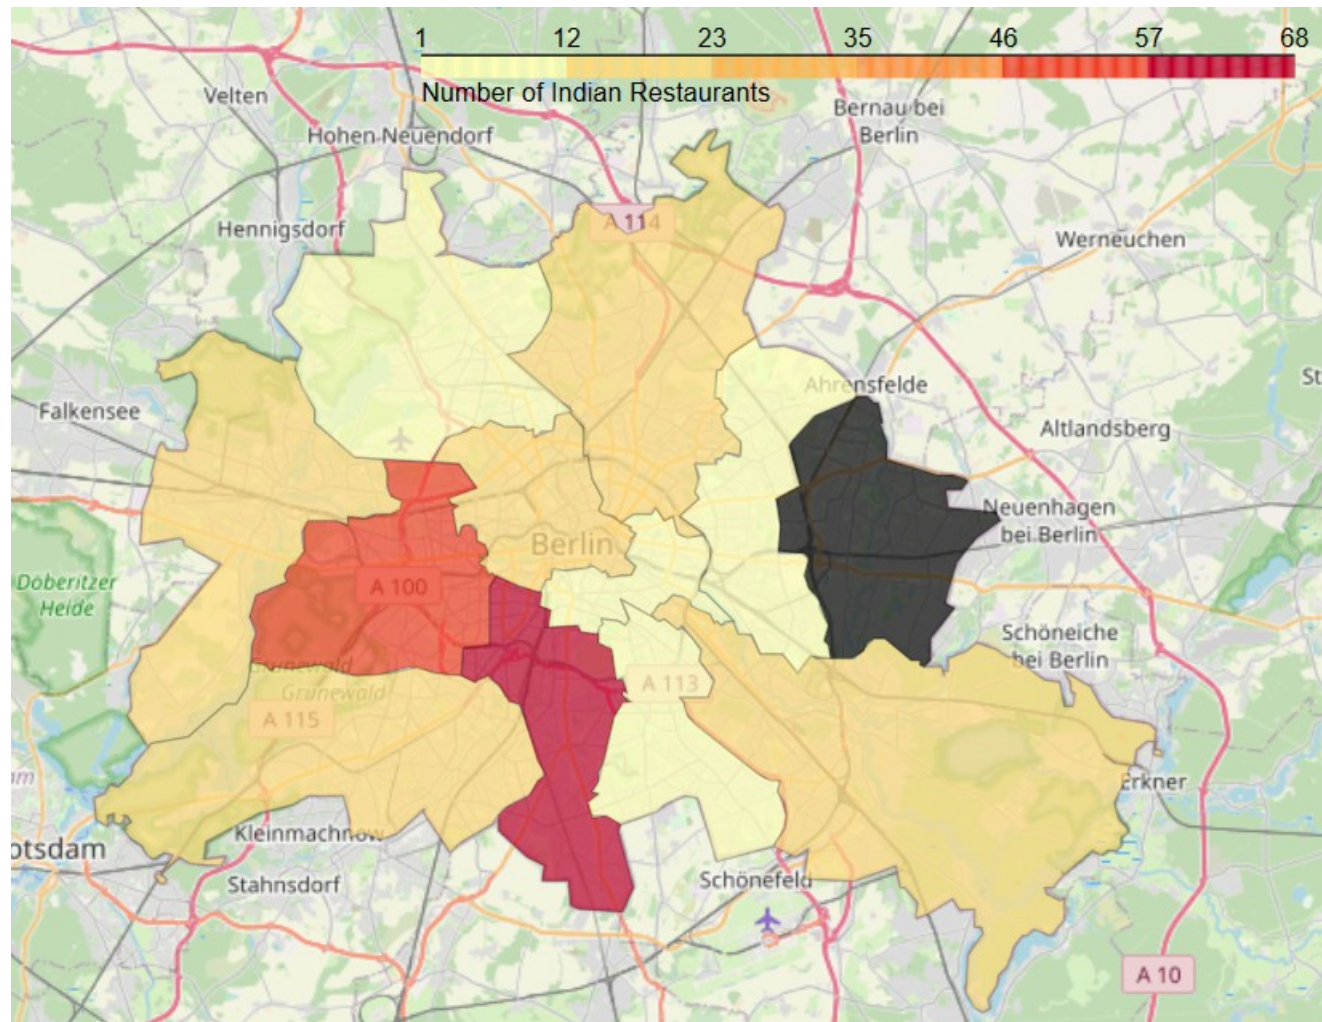 1 12 23 35 46 57 68
Number of Indian Restaurants
Velten
Bernau bei
Berlin
Hohen Neuendorf
A 114
Hennigsdorf
Werneuchen
Ahrensfelde
St
Falkensee
Altlandsberg
Neuenhagen
bei Berlin
Berlin
Doberitzer
Heide
A 100
Schöneiche
bei Berlin
Grunewald
Grunewald
A 113
A 115
Erkner
Kleinmachnow
otsdam
Stahnsdorf
Schönefeld
A 10